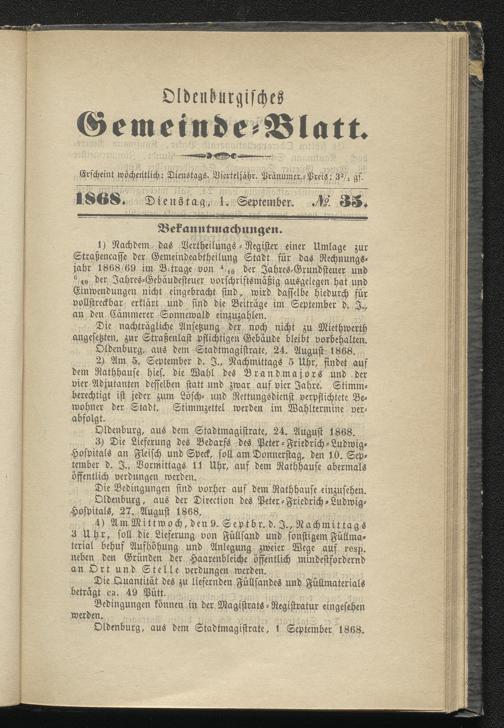 Oldenburgisches
Gemeinde-Blatt.
Erscheint wöchentlich: Dienstags. Vierteljähr. Pränumer.-Preis: 3¾ gf.
1868. Dienstag, 1. September. № 35.
Bekanntmachungen.
1) Nachdem das Vertheilungs-Register einer Umlage zur
Straßencasse der Gemeindeabtheilung Stadt für das Rechnungs-
jahr 1868/69 im Betrage von der Jahres-Grundsteuer und
der Jahres-Gebäudesteuer vorschriftsmäßig ausgelegen hat und
Einwendungen nicht eingebracht sind, wird dasselbe hiedurch für
vollstreckbar erklärt und sind die Beiträge im September d. J.,
an den Cämmerer Sonnewald einzuzahlen.
Die nachträgliche Ansetzung der noch nicht zu Miethwerth
angesetzten, zur Straßenlast pflichtigen Gebäude bleibt vorbehalten.
Oldenburg, aus dem Stadtmagistrate, 24. August 1868.
2) Am 5. September d. J., Nachmittags 5 Uhr, findet auf
dem Rathhause hies. die Wahl des Brandmajors und der
vier Adjutanten desselben statt und zwar auf vier Jahre. Stimm-
berechtigt ist jeder zum Lösch- und Rettungsdienst verpflichtete Be-
wohner der Stadt. Stimmzettel werden im Wahltermine ver-
abfolgt.
Oldenburg, aus dem Stadtmagistrate, 24. August 1868.
3) Die Lieferung des Bedarfs des Peter-Friedrich-Ludwig-
Hospitals an Fleisch und Speck, soll am Donnerstag, den 10. Sep-
tember d. J., Vormittags 11 Uhr, auf dem Rathhause abermals
öffentlich verdungen werden.
Die Bedingungen sind vorher auf dem Rathhause einzusehen.
Oldenburg, aus der Direction des Peter-Friedrich-Ludwig-
Hospitals, 27. August 1868.
4) Am Mittwoch, den 9. Septbr. d. J., Nachmittags
3 Uhr, soll die Lieferung von Füllsand und sonstigem Füllma-
terial behuf Aufhöhung und Anlegung zweier Wege auf resp.
neben den Gründen der Haarenbleiche öffentlich mindestfordernd
an Ort und Stelle verdungen werden.
Die Quantität des zu liefernden Füllsandes und Füllmaterials
beträgt ca. 49 Pütt.
Bedingungen können in der Magistrats-Registratur eingesehen
werden.
Oldenburg, aus dem Stadtmagistrate, 1 September 1868.